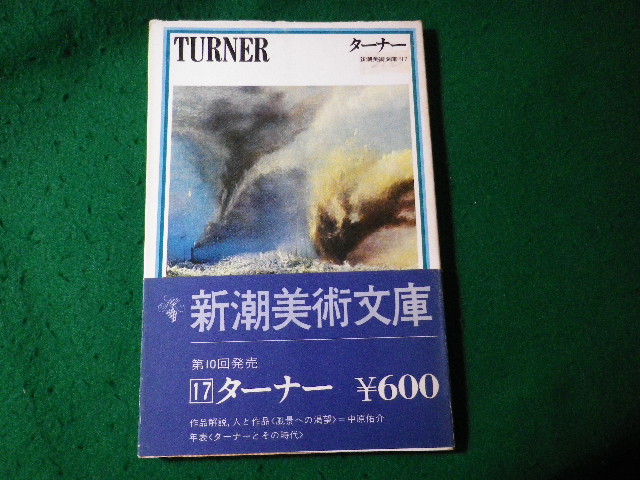 TURNER
ターナー
新潮美術文庫 17
新潮美術文庫
第10回発売
17 ターナー ¥600
作品解説,人と作品〈風景への渇望〉=中原佑介
年表〈ターナーとその時代〉